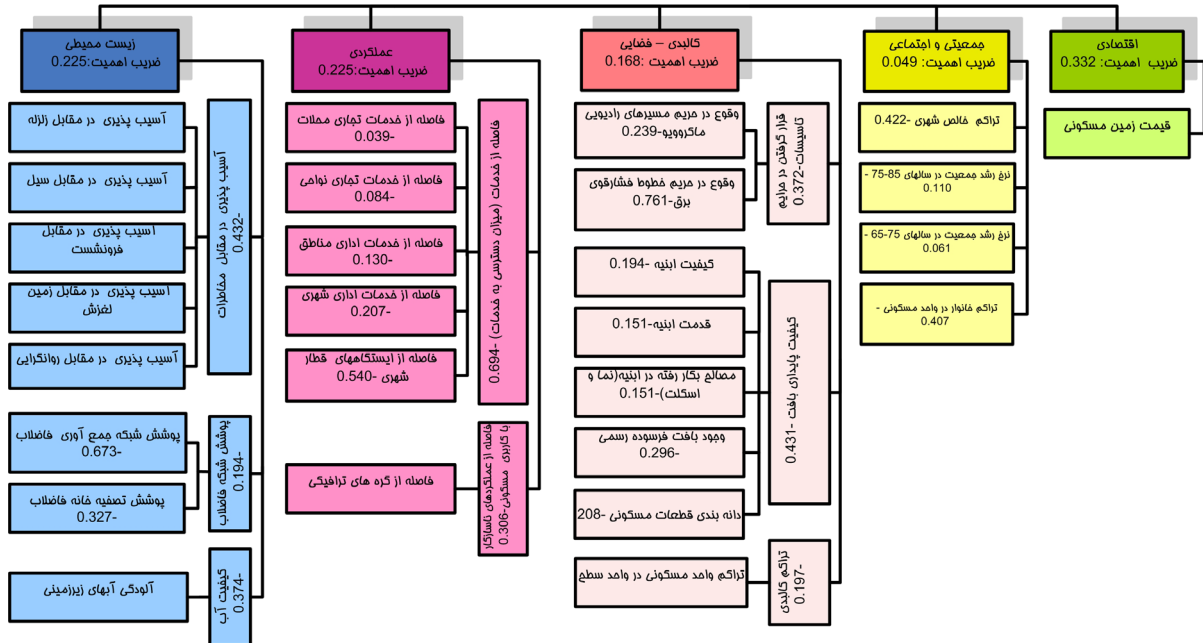 اقتصادی
ضریب اهمیت: 0.332
قیمت زمین مسکونی
جمعیتی و اجتماعی
ضریب اهمیت: 0.049
تراکم خالص شهری -0.422
نرخ رشد جمعیت در سالهای 85-75 -
0.110
نرخ رشد جمعیت در سالهای 75-65 -
0.061
تراکم خانوار در واحد مسکونی -
0.407
کالبدی – فضایی
ضریب اهمیت :0.168
قرار گرفتن در حرایم
تاسیسات-0.372
وقوع در حریم مسیرهای رادیویی
ماکروویو-0.239
وقوع در حریم خطوط فشارقوی
برق-0.761
کیفیت پایداری بافت -0.431
کیفیت ابنیه -0.194
قدمت ابنیه-0.151
مصالح بکار رفته در ابنیه(نما و
اسکلت)-0.151
وجود بافت فرسوده رسمی
-0.296
دانه بندی قطعات مسکونی -208
تراکم کالبدی
-0.197
تراکم واحد مسکونی در واحد سطح
عملکردی
ضریب اهمیت:0.225
فاصله از خدمات (میزان دسترسی به خدمات) -0.694
فاصله از خدمات تجاری محلات
-0.039
فاصله از خدمات تجاری نواحی
-0.084
فاصله از خدمات اداری مناطق
-0.130
فاصله از خدمات اداری شهری
-0.207
فاصله از ایستگاههای قطار
شهری -0.540
فاصله از عملکردهای ناسازگار
با کاربری مسکونی-0.306
فاصله از گره های ترافیکی
زیست محیطی
ضریب اهمیت:0.225
آسیب پذیری در مقابل مخاطرات
-0.432
آسیب پذیری در مقابل زلزله
آسیب پذیری در مقابل سیل
آسیب پذیری در مقابل
فرونشست
آسیب پذیری در مقابل زمین
لغزش
آسیب پذیری در مقابل روانگرایی
پوشش شبکه فاضلاب
-0.194
پوشش شبکه جمع آوری فاضلاب
-0.673
پوشش تصفیه خانه فاضلاب
-0.327
کیفیت آب
-0.374
آلودگی آبهای زیرزمینی